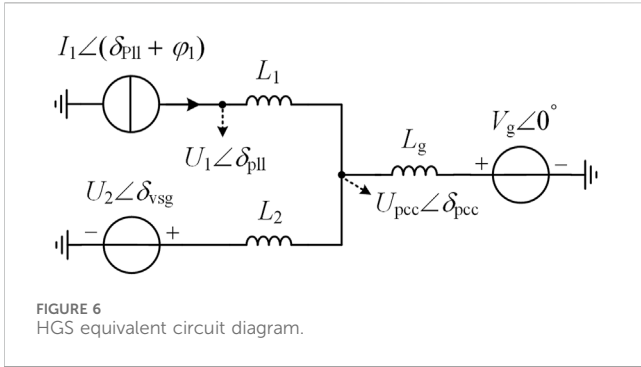 I₁∠(δPll + φ₁)
L₁
Vg∠0°
Lg
+ −
U₁∠δpll
U₂∠δvsg
Upcc∠δpcc
L₂
− +
FIGURE 6
HGS equivalent circuit diagram.